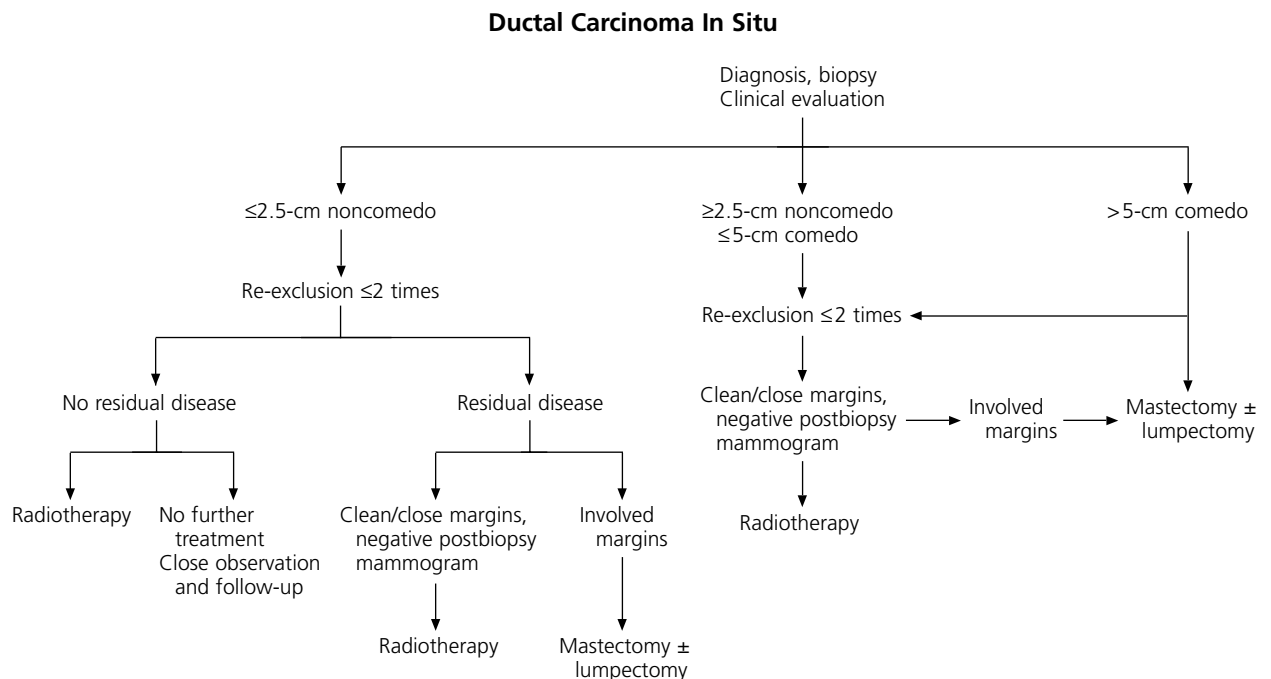 Ductal Carcinoma In Situ
Diagnosis, biopsy
Clinical evaluation
≤2.5-cm noncomedo
≥2.5-cm noncomedo
≤5-cm comedo
>5-cm comedo
Re-exclusion ≤2 times
Re-exclusion ≤2 times
No residual disease
Residual disease
Clean/close margins,
negative postbiopsy
mammogram
Involved
margins
Mastectomy ±
lumpectomy
Radiotherapy
No further
treatment
Close observation
and follow-up
Clean/close margins,
negative postbiopsy
mammogram
Involved
margins
Radiotherapy
Radiotherapy
Mastectomy ±
lumpectomy